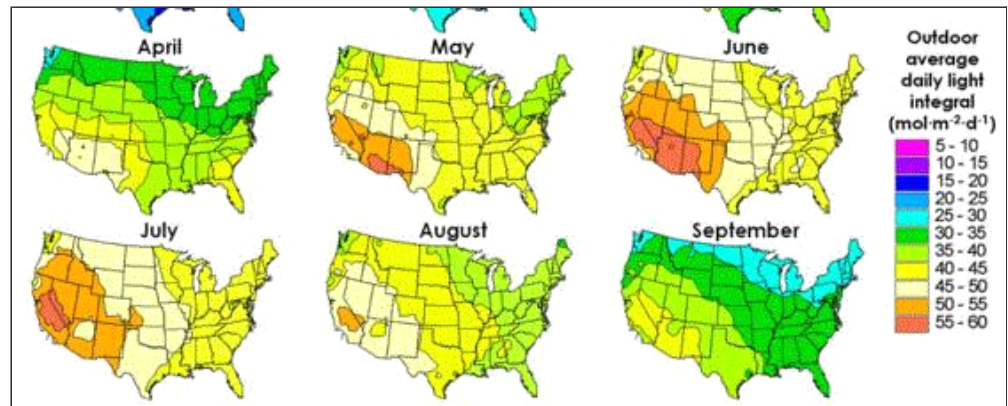 April
May
June
July
August
September
Outdoor
average
daily light
integral
(mol·m⁻²·d⁻¹)
5 - 10
10 - 15
15 - 20
20 - 25
25 - 30
30 - 35
35 - 40
40 - 45
45 - 50
50 - 55
55 - 60